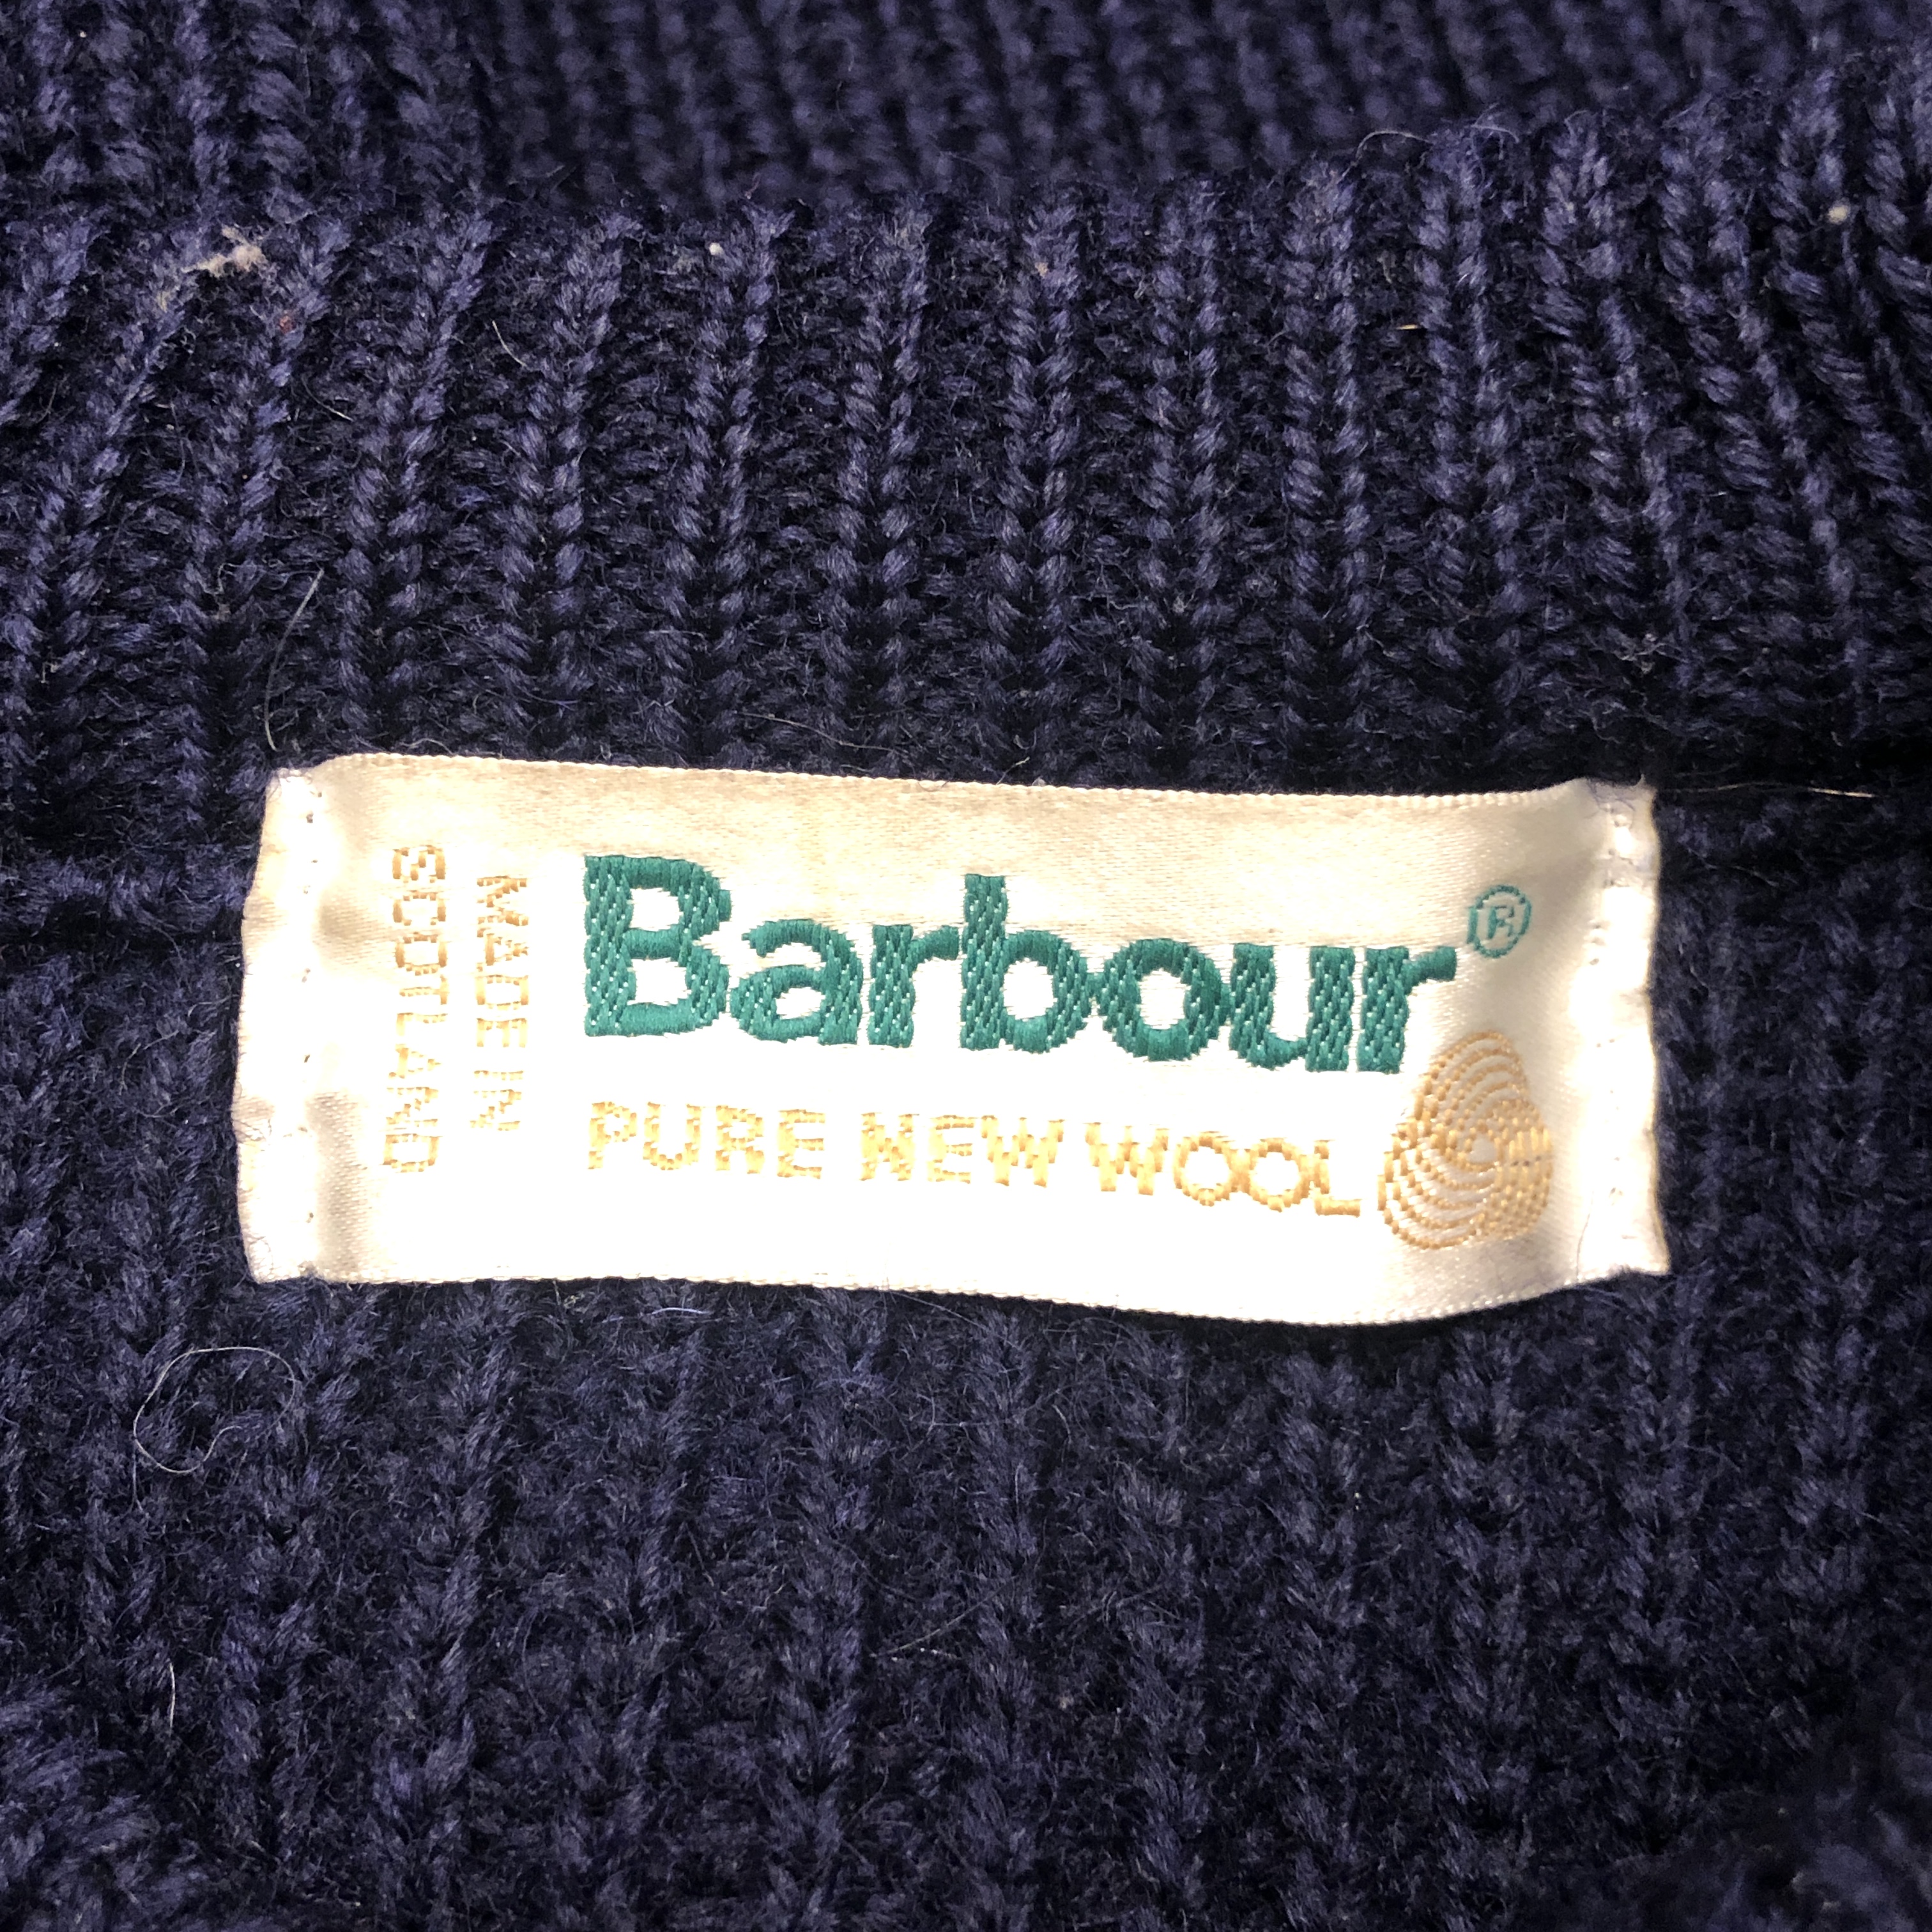 MADE IN
SCOTLAND
Barbour®
PURE NEW WOOL